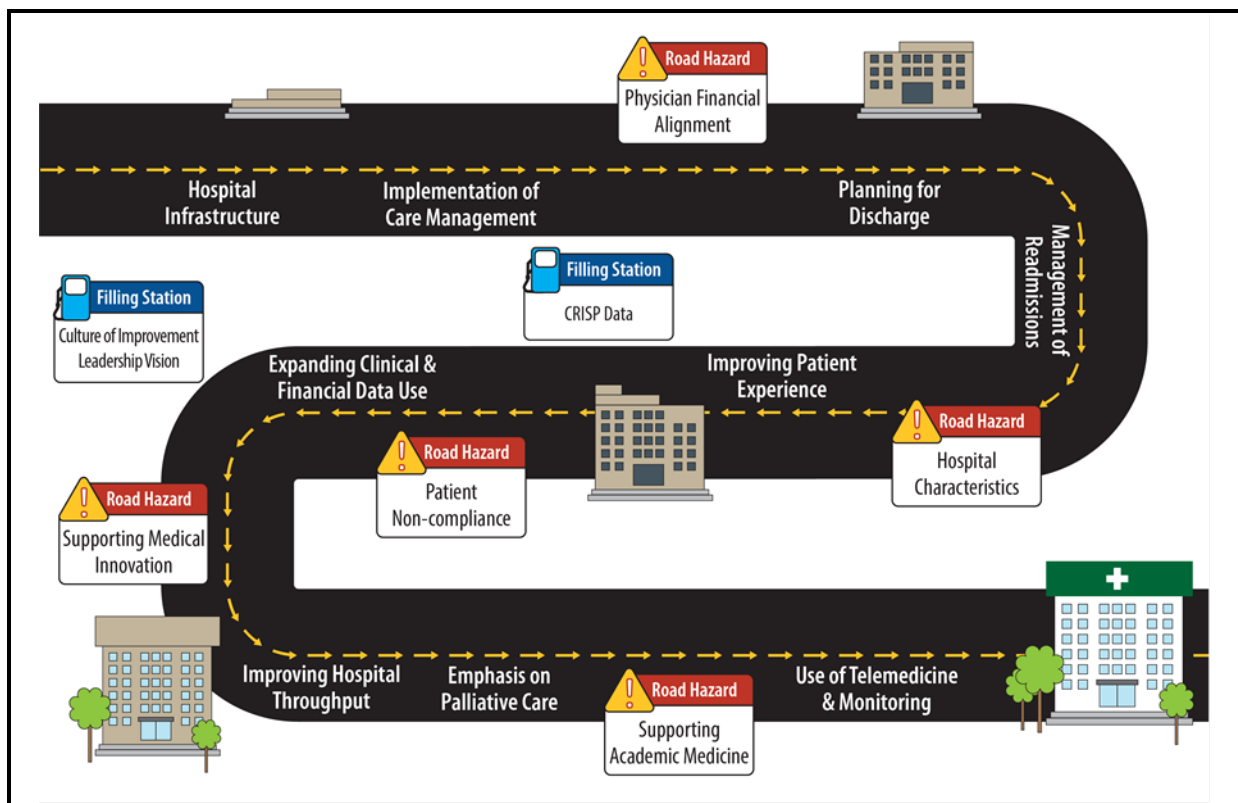 Road Hazard
Physician Financial
Alignment
Hospital
Infrastructure
Implementation of
Care Management
Planning for
Discharge
Management of
Readmissions
Filling Station
Culture of Improvement
Leadership Vision
Filling Station
CRISP Data
Improving Patient
Experience
Expanding Clinical &
Financial Data Use
Road Hazard
Hospital
Characteristics
Road Hazard
Patient
Non-compliance
Road Hazard
Supporting Medical
Innovation
Improving Hospital
Throughput
Emphasis on
Palliative Care
Road Hazard
Supporting
Academic Medicine
Use of Telemedicine
& Monitoring